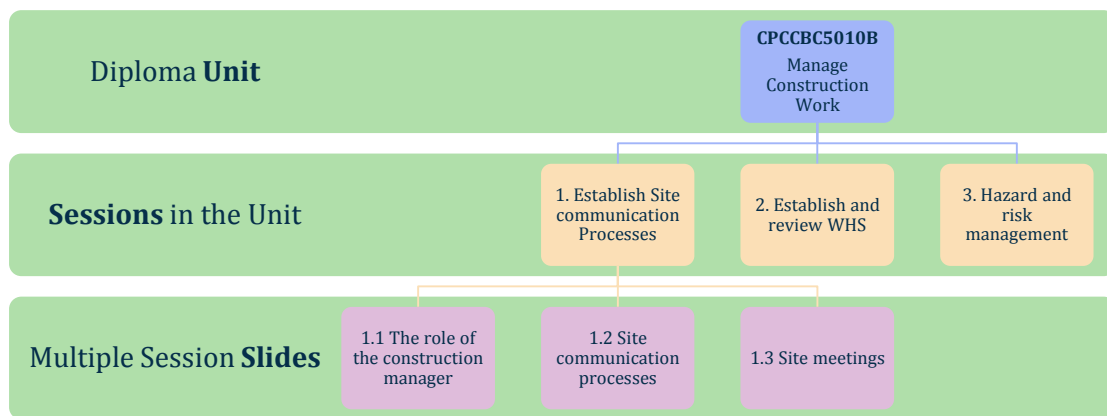 Diploma Unit
CPCCBC5010B
Manage
Construction
Work
Sessions in the Unit
1. Establish Site
communication
Processes
2. Establish and
review WHS
3. Hazard and
risk
management
Multiple Session Slides
1.1 The role of
the construction
manager
1.2 Site
communication
processes
1.3 Site meetings